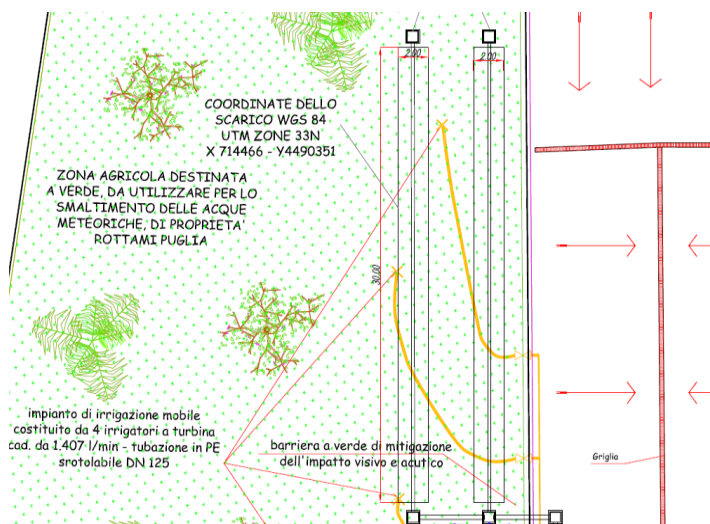 2.00
2.00
COORDINATE DELLO
SCARICO WGS 84
UTM ZONE 33N
X 714466 - Y4490351
ZONA AGRICOLA DESTINATA
A VERDE, DA UTILIZZARE PER LO
SMALTIMENTO DELLE ACQUE
METEORICHE, DI PROPRIETA'
ROTTAMI PUGLIA
30.00
impianto di irrigazione mobile
costituito da 4 irrigatori a turbina
cad. da 1.407 l/min - tubazione in PE
srotolabile DN 125
barriera a verde di mitigazione
dell'impatto visivo e acutico
Griglia